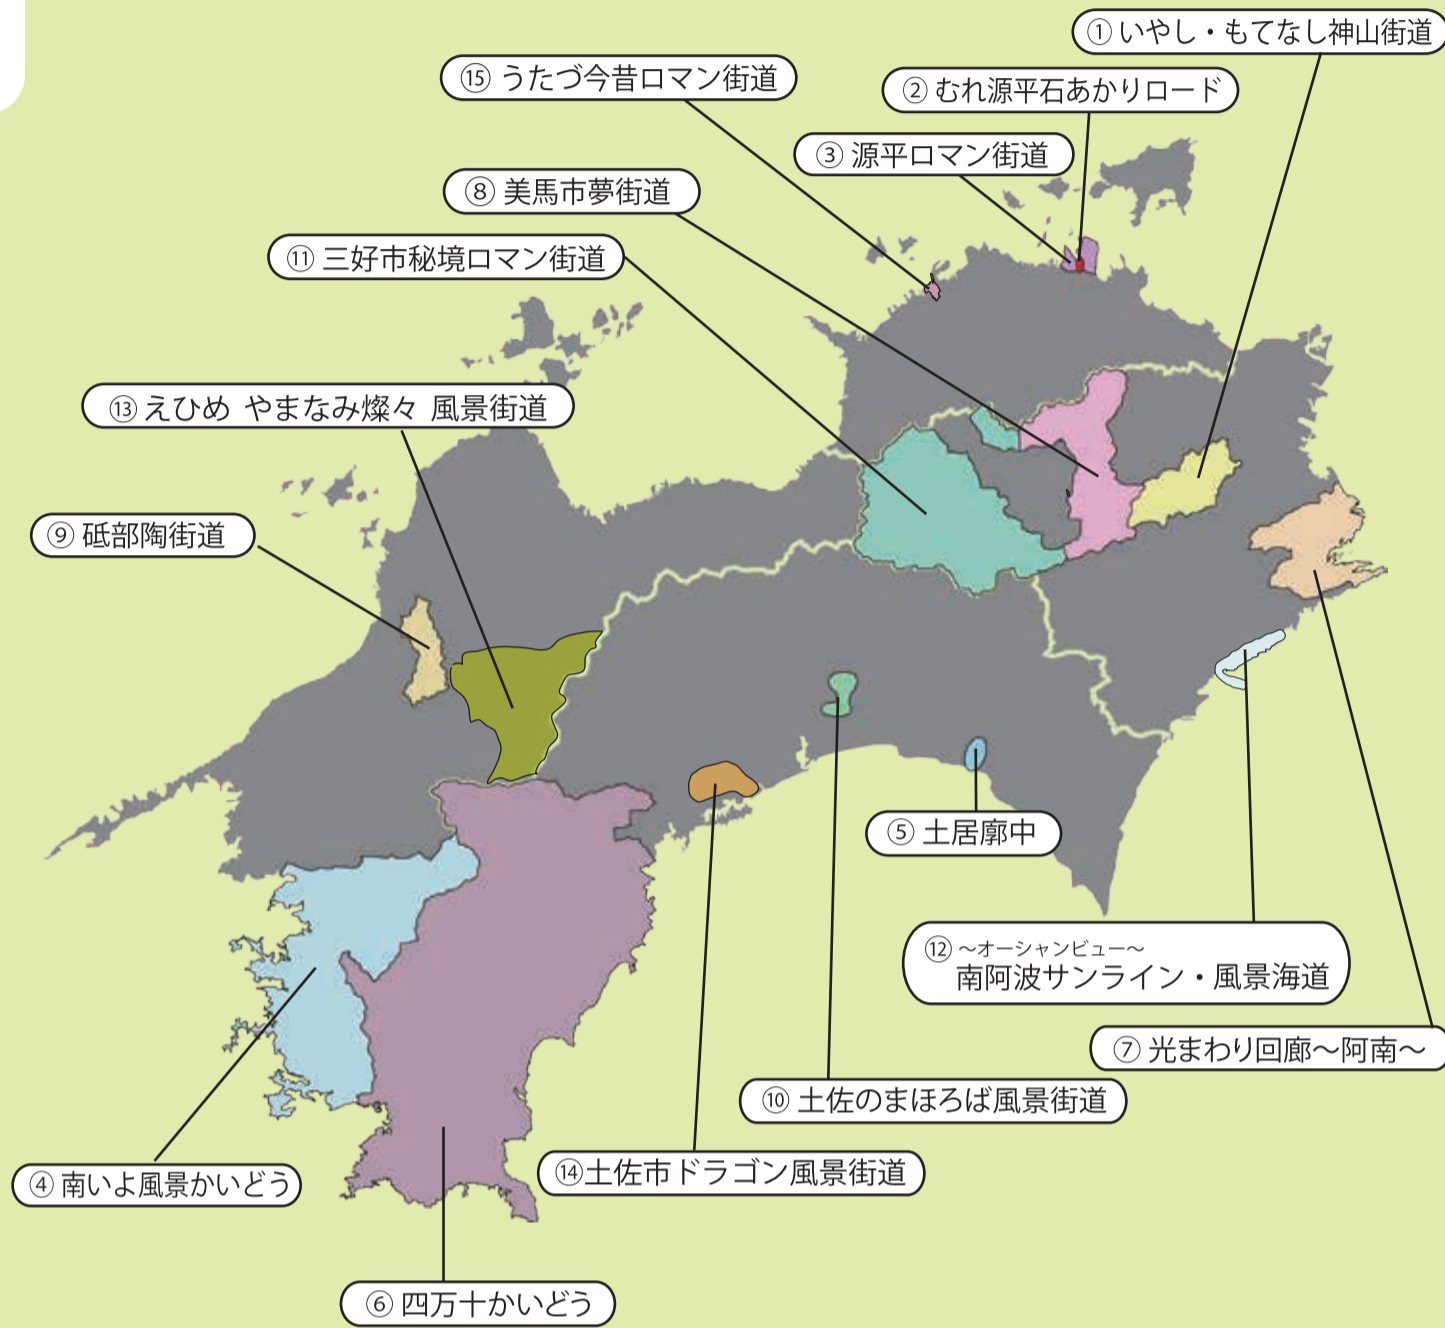 ① いやし・もてなし神山街道
⑮ うたづ今昔ロマン街道
② むれ源平石あかりロード
③ 源平ロマン街道
⑧ 美馬市夢街道
⑪ 三好市秘境ロマン街道
⑬ えひめ やまなみ燦々 風景街道
⑨ 砥部陶街道
⑤ 土居廓中
⑫ ～オーシャンビュー～
南阿波サンライン・風景海道
⑦ 光まわり回廊～阿南～
⑩ 土佐のまほろば風景街道
⑭土佐市ドラゴン風景街道
④ 南いよ風景かいどう
⑥ 四万十かいどう